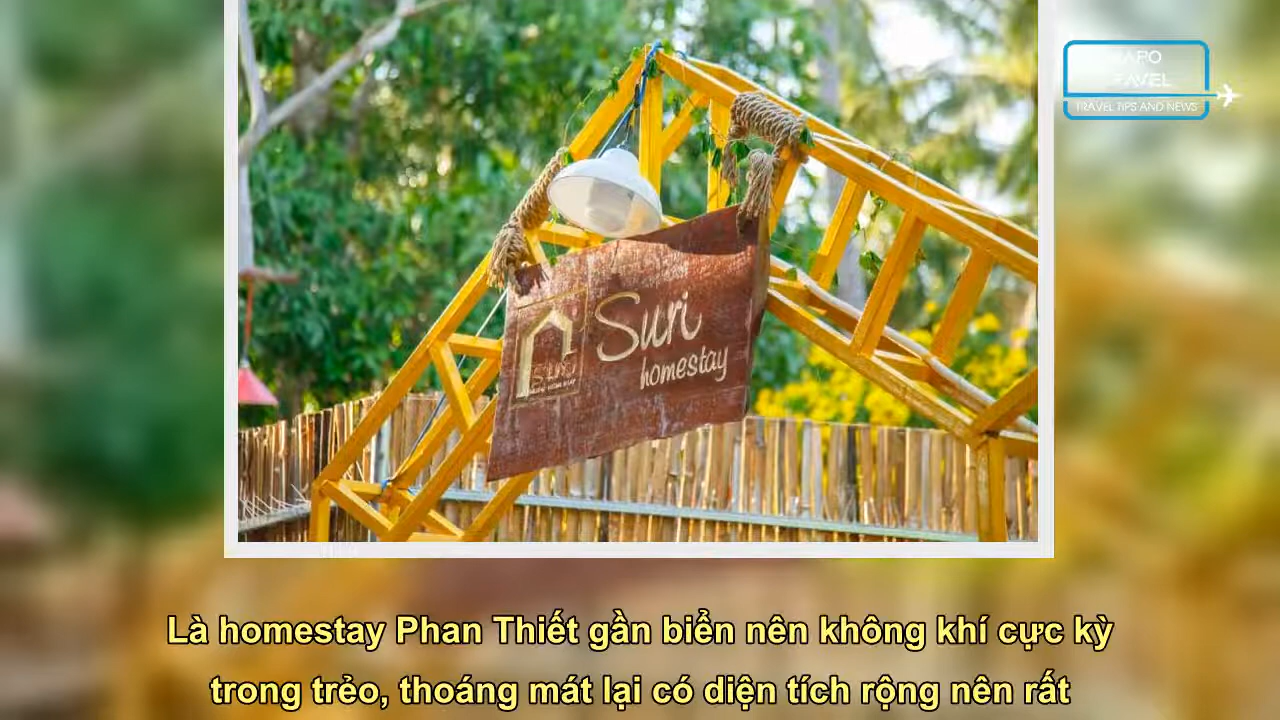 TRAVEL TIPS AND NEWS
Suri
homestay
Là homestay Phan Thiết gần biển nên không khí cực kỳ
trong trẻo, thoáng mát lại có diện tích rộng nên rất